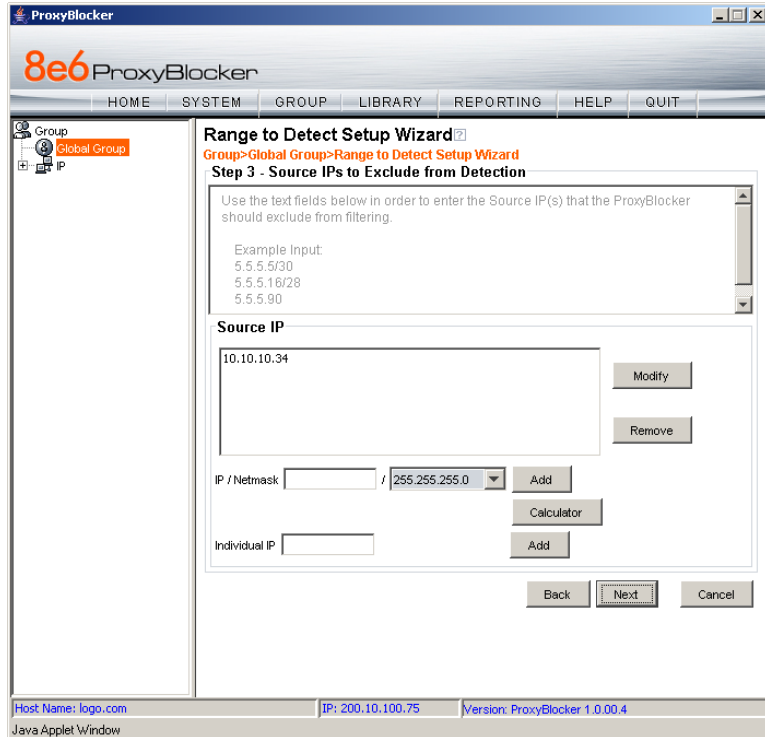 ProxyBlocker
8e6 ProxyBlocker
HOME SYSTEM GROUP LIBRARY REPORTING HELP QUIT
Group
Global Group
IP
Range to Detect Setup Wizard?
Group>Global Group>Range to Detect Setup Wizard
Step 3 - Source IPs to Exclude from Detection
Use the text fields below in order to enter the Source IP(s) that the ProxyBlocker
should exclude from filtering.
Example Input:
5.5.5.5/30
5.5.5.16/28
5.5.5.90
Source IP
10.10.10.34
Modify
Remove
IP / Netmask / 255.255.255.0 Add
Calculator
Individual IP Add
Back Next Cancel
Host Name: logo.com IP: 200.10.100.75 Version: ProxyBlocker 1.0.00.4
Java Applet Window